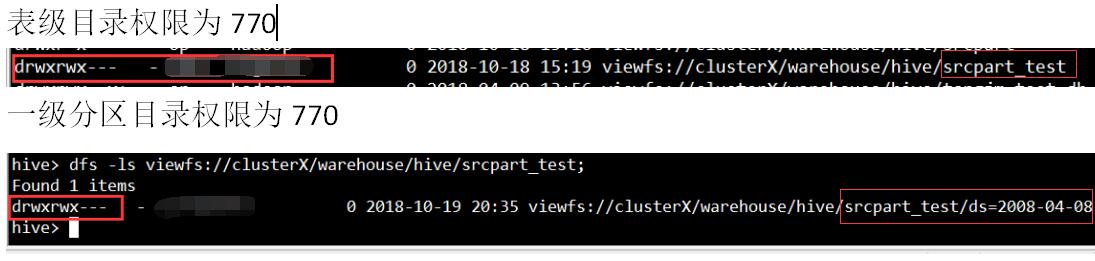 表级目录权限为 770
drwxrwx--- - 0 2018-10-18 15:19 viewfs://clusterX/warehouse/hive/srcpart_test
一级分区目录权限为 770
hive> dfs -ls viewfs://clusterX/warehouse/hive/srcpart_test;
Found 1 items
drwxrwx--- - 0 2018-10-19 20:35 viewfs://clusterX/warehouse/hive/srcpart_test/ds=2008-04-08
hive>